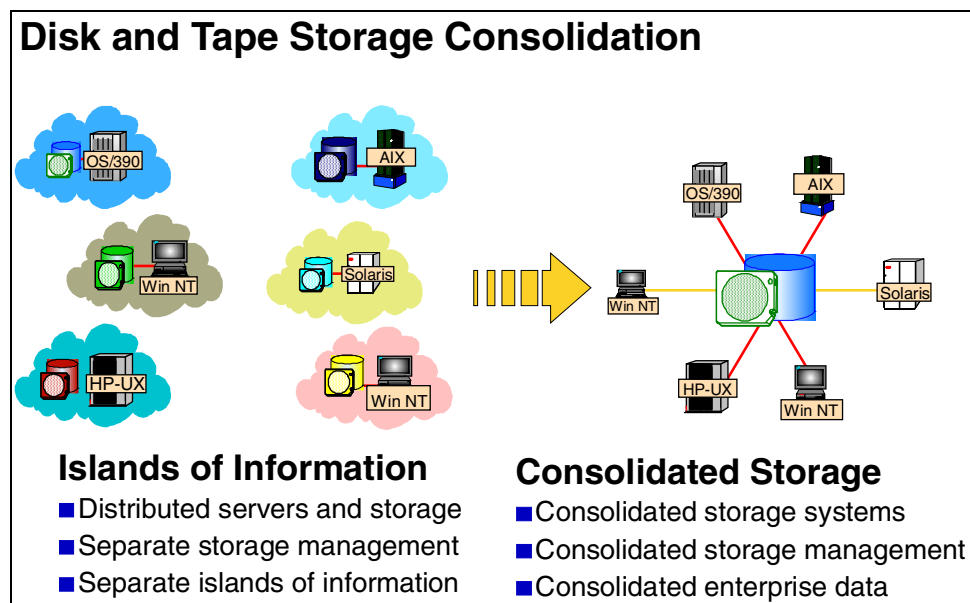 Disk and Tape Storage Consolidation
OS/390
AIX
Win NT
Solaris
HP-UX
Win NT
OS/390
AIX
Win NT
Solaris
HP-UX
Win NT
Islands of Information
Distributed servers and storage
Separate storage management
Separate islands of information
Consolidated Storage
Consolidated storage systems
Consolidated storage management
Consolidated enterprise data